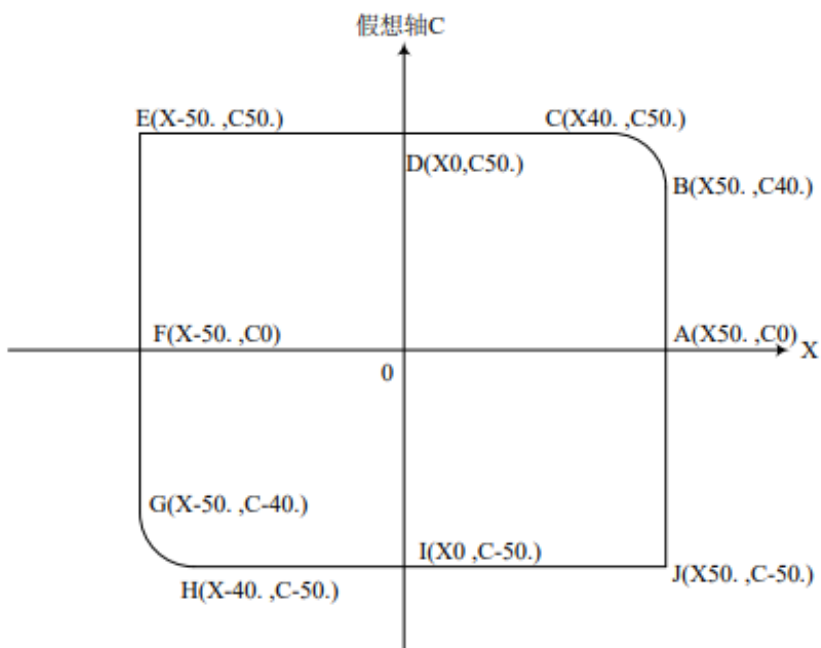 假想轴C
E(X-50. ,C50.)
C(X40. ,C50.)
D(X0,C50.)
B(X50. ,C40.)
F(X-50. ,C0)
A(X50. ,C0)
X
0
G(X-50. ,C-40.)
I(X0 ,C-50.)
J(X50. ,C-50.)
H(X-40. ,C-50.)